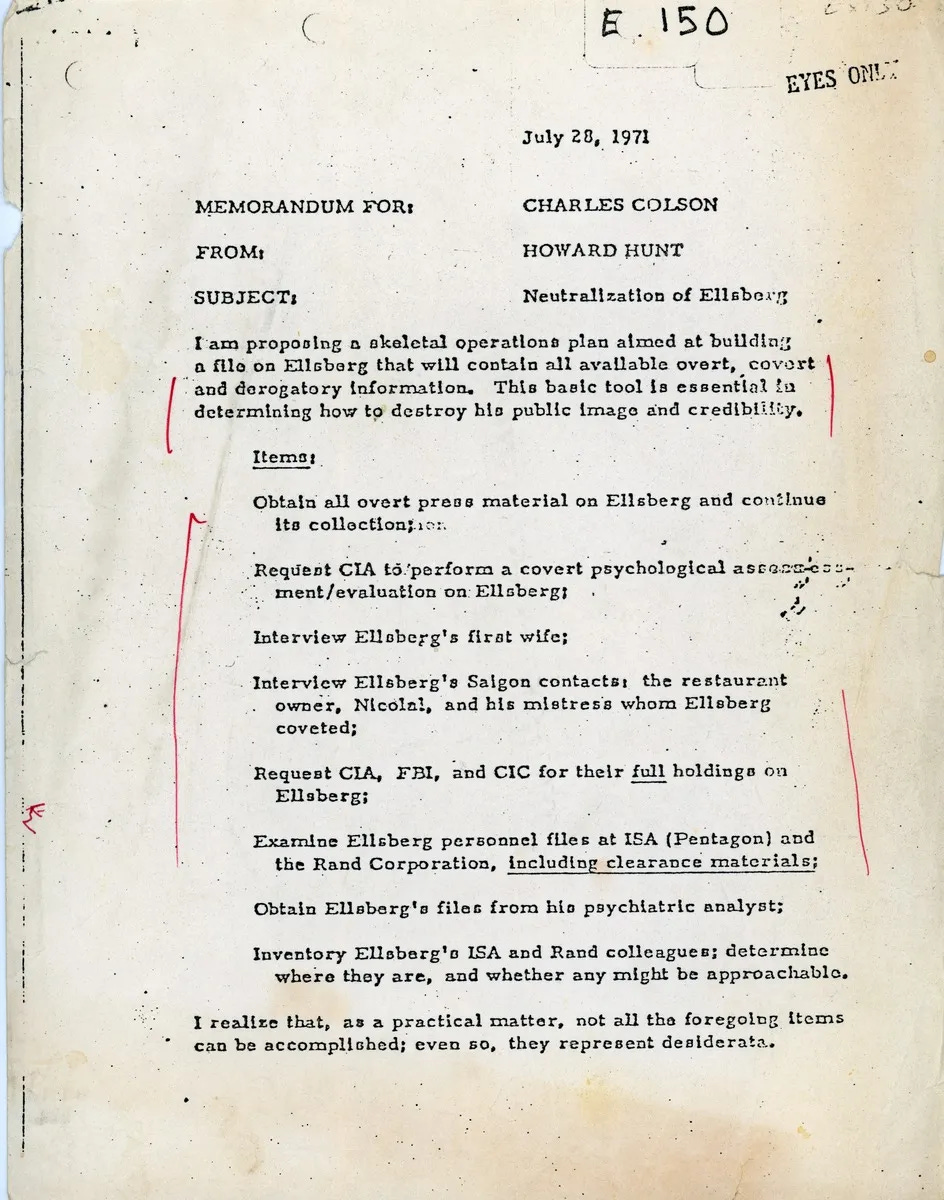 E. 150
EYES ONLY
July 28, 1971
MEMORANDUM FOR: CHARLES COLSON
FROM: HOWARD HUNT
SUBJECT: Neutralization of Ellsberg
I am proposing a skeletal operations plan aimed at building
a file on Ellsberg that will contain all available overt, covert
and derogatory information. This basic tool is essential in
determining how to destroy his public image and credibility.
Items:
Obtain all overt press material on Ellsberg and continue
its collection;
Request CIA to perform a covert psychological assess-
ment/evaluation on Ellsberg;
Interview Ellsberg's first wife;
Interview Ellsberg's Saigon contacts: the restaurant
owner, Nicolai, and his mistress whom Ellsberg
coveted;
Request CIA, FBI, and CIC for their full holdings on
Ellsberg;
Examine Ellsberg personnel files at ISA (Pentagon) and
the Rand Corporation, including clearance materials;
Obtain Ellsberg's files from his psychiatric analyst;
Inventory Ellsberg's ISA and Rand colleagues; determine
where they are, and whether any might be approachable.
I realize that, as a practical matter, not all the foregoing items
can be accomplished; even so, they represent desiderata.